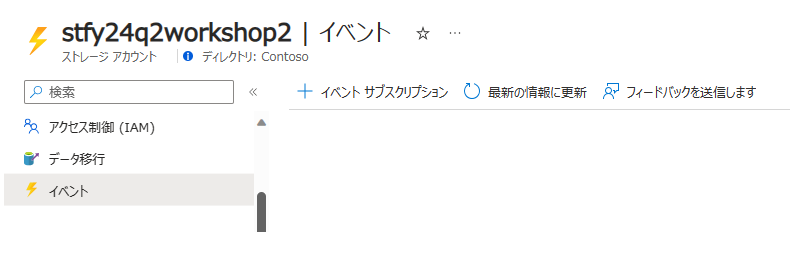 stfy24q2workshop2 | イベント ☆ …
ストレージ アカウント ディレクトリ: Contoso
検索 «
イベント サブスクリプション 最新の情報に更新 フィードバックを送信します
アクセス制御 (IAM)
データ移行
イベント